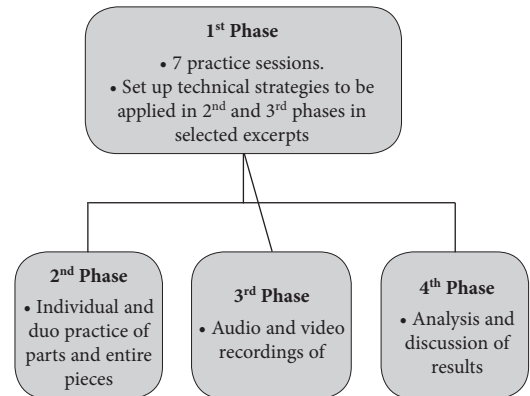 1st Phase
• 7 practice sessions.
• Set up technical strategies to be
applied in 2nd and 3rd phases in
selected excerpts
2nd Phase
• Individual and
duo practice of
parts and entire
pieces
3rd Phase
• Audio and video
recordings of
4th Phase
• Analysis and
discussion of
results